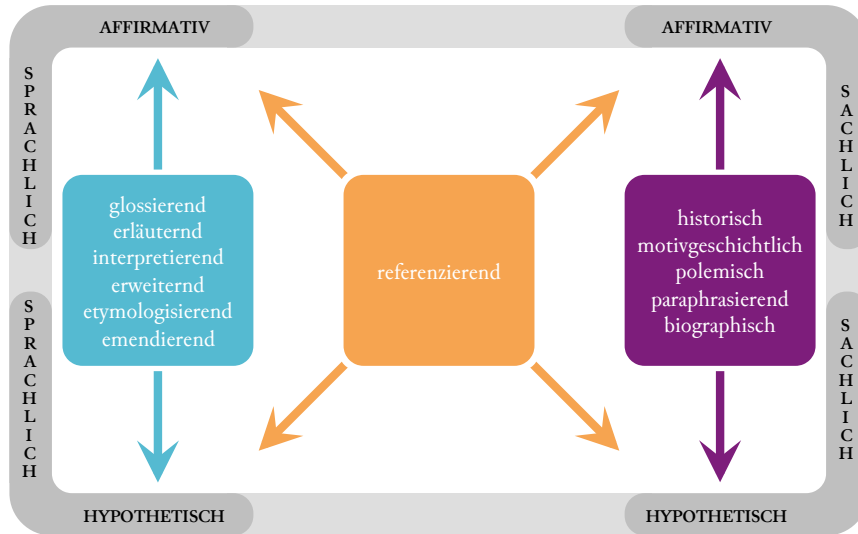 AFFIRMATIV
AFFIRMATIV
SPRACHLICH
SACHLICH
glossierend
erläuternd
interpretierend
erweiternd
etymologisierend
emendierend
referenzierend
historisch
motivgeschichtlich
polemisch
paraphrasierend
biographisch
SPRACHLICH
SACHLICH
HYPOTHETISCH
HYPOTHETISCH